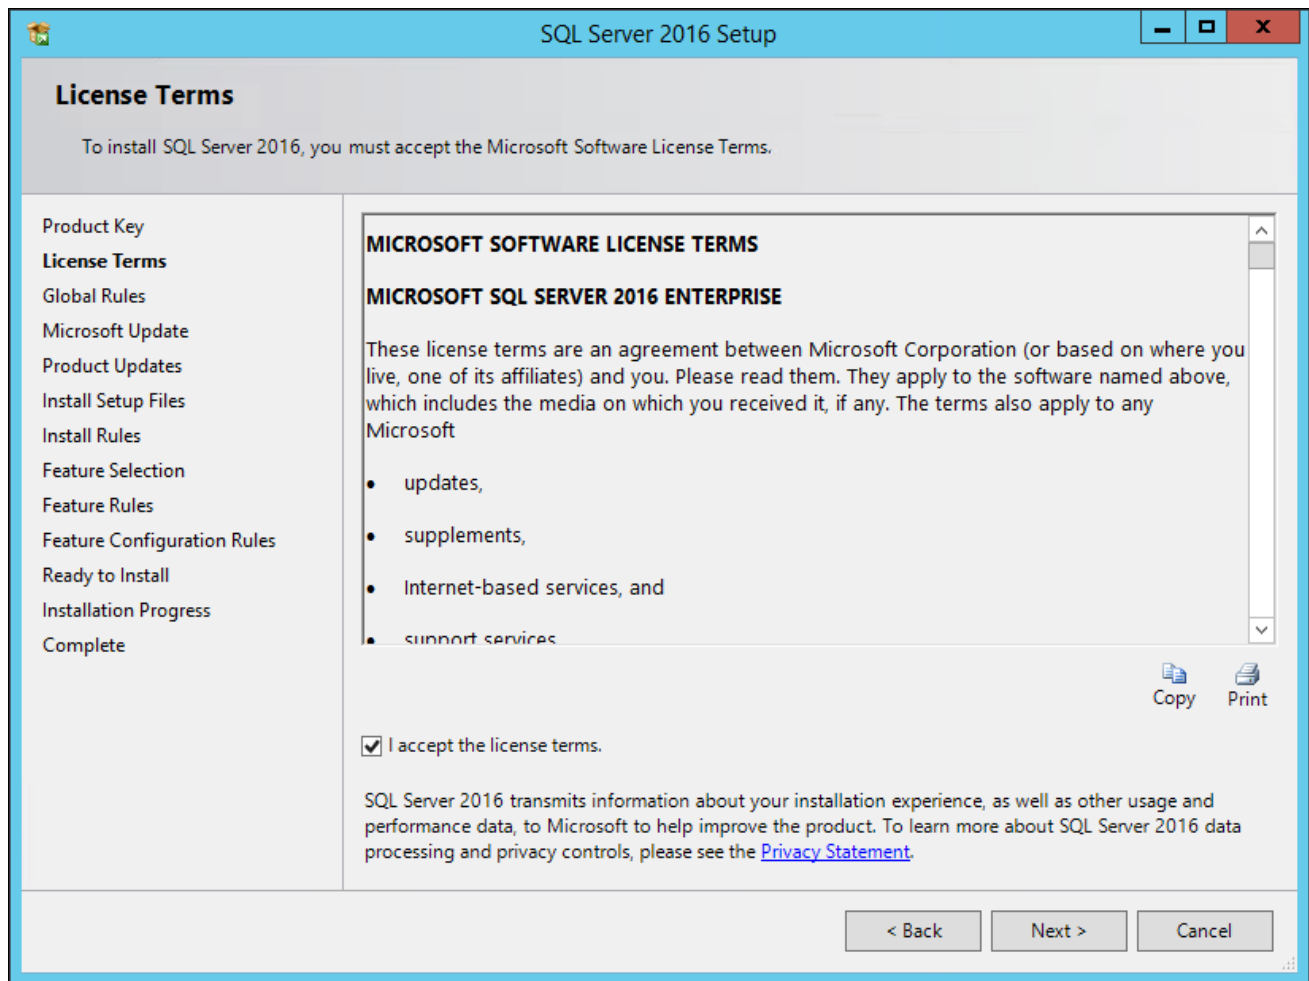 SQL Server 2016 Setup
License Terms
To install SQL Server 2016, you must accept the Microsoft Software License Terms.
Product Key
License Terms
Global Rules
Microsoft Update
Product Updates
Install Setup Files
Install Rules
Feature Selection
Feature Rules
Feature Configuration Rules
Ready to Install
Installation Progress
Complete
MICROSOFT SOFTWARE LICENSE TERMS
MICROSOFT SQL SERVER 2016 ENTERPRISE
These license terms are an agreement between Microsoft Corporation (or based on where you
live, one of its affiliates) and you. Please read them. They apply to the software named above,
which includes the media on which you received it, if any. The terms also apply to any
Microsoft
• updates,
• supplements,
• Internet-based services, and
• support services
Copy
Print
I accept the license terms.
SQL Server 2016 transmits information about your installation experience, as well as other usage and
performance data, to Microsoft to help improve the product. To learn more about SQL Server 2016 data
processing and privacy controls, please see the Privacy Statement.
< Back
Next >
Cancel